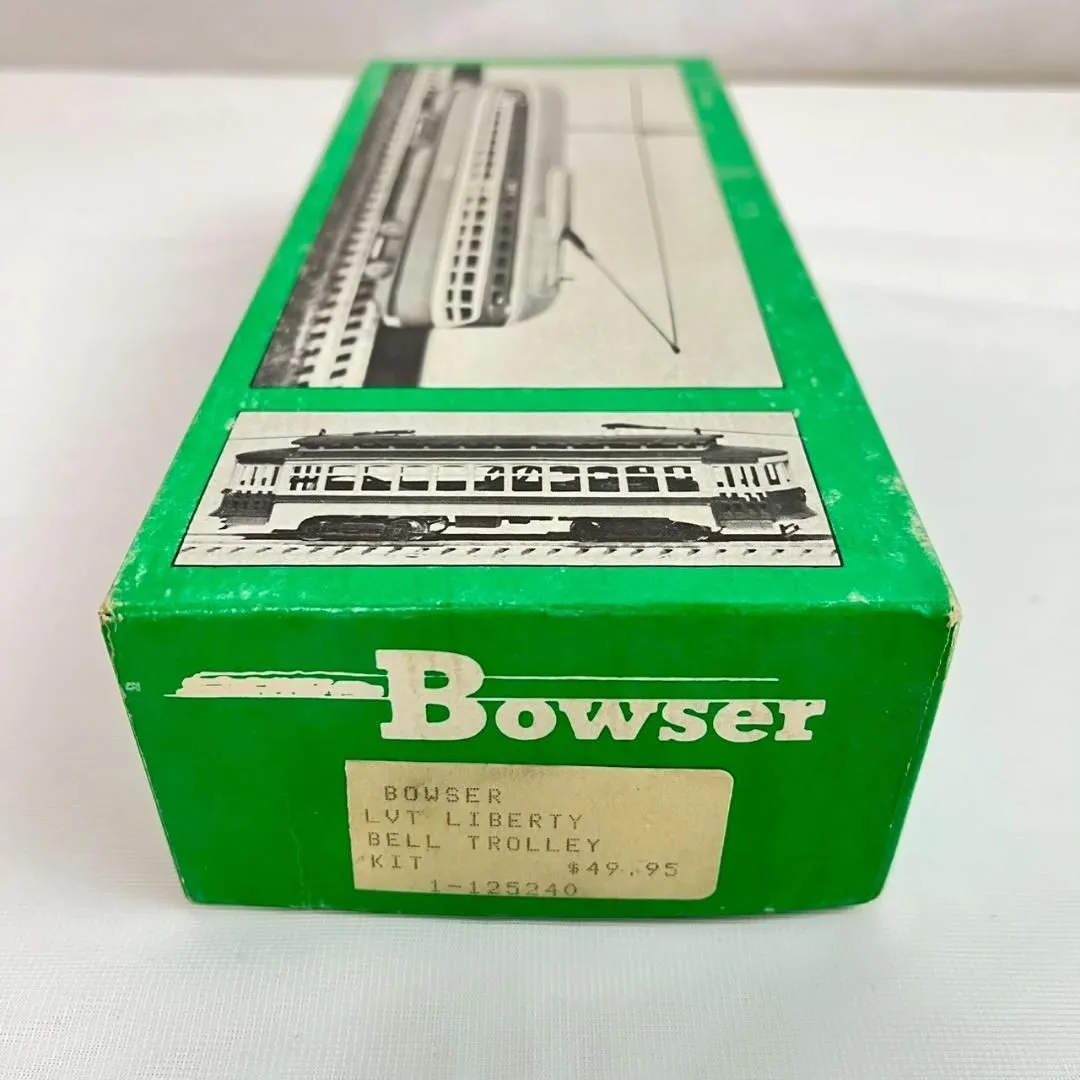 Bowser
BOWSER
LVT LIBERTY
BELL TROLLEY
KIT $49.95
1-125240